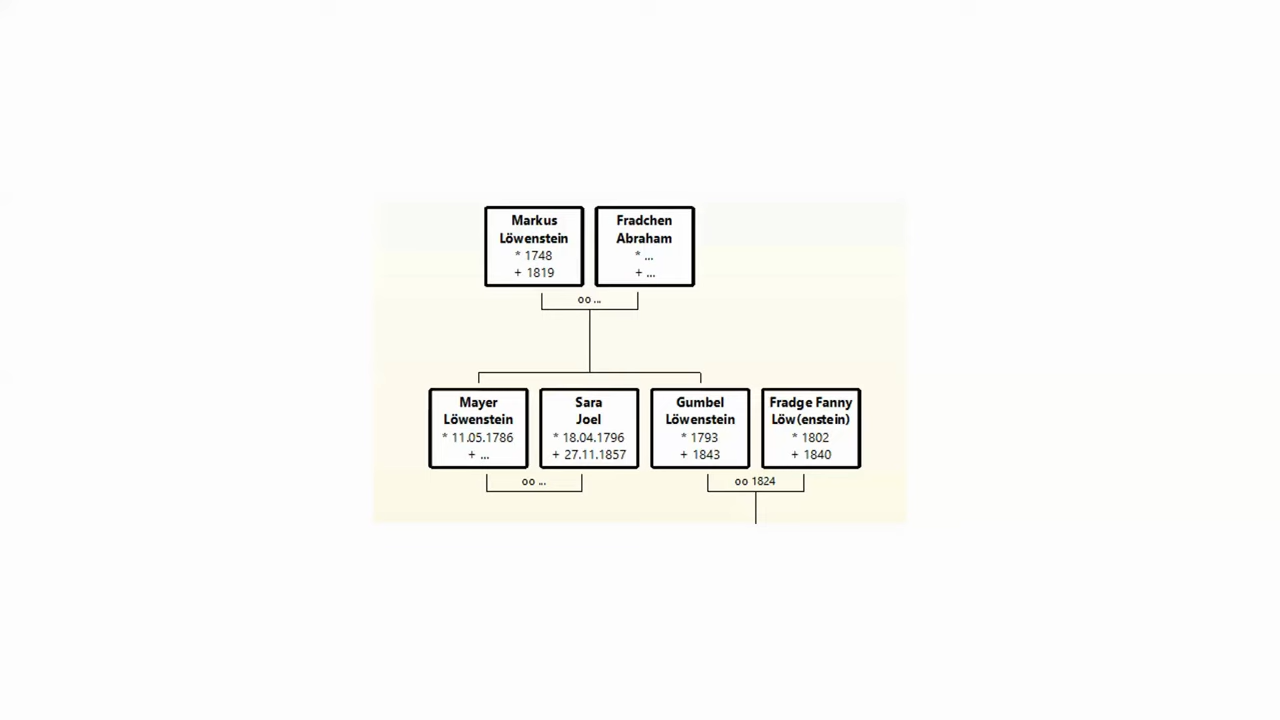 Markus
Löwenstein
* 1748
+ 1819
Fradchen
Abraham
* ...
+ ...
oo ...
Mayer
Löwenstein
* 11.05.1786
+ ...
Sara
Joel
* 18.04.1796
+ 27.11.1857
Gumbel
Löwenstein
* 1793
+ 1843
Fradge Fanny
Löw(enstein)
* 1802
+ 1840
oo ...
oo 1824